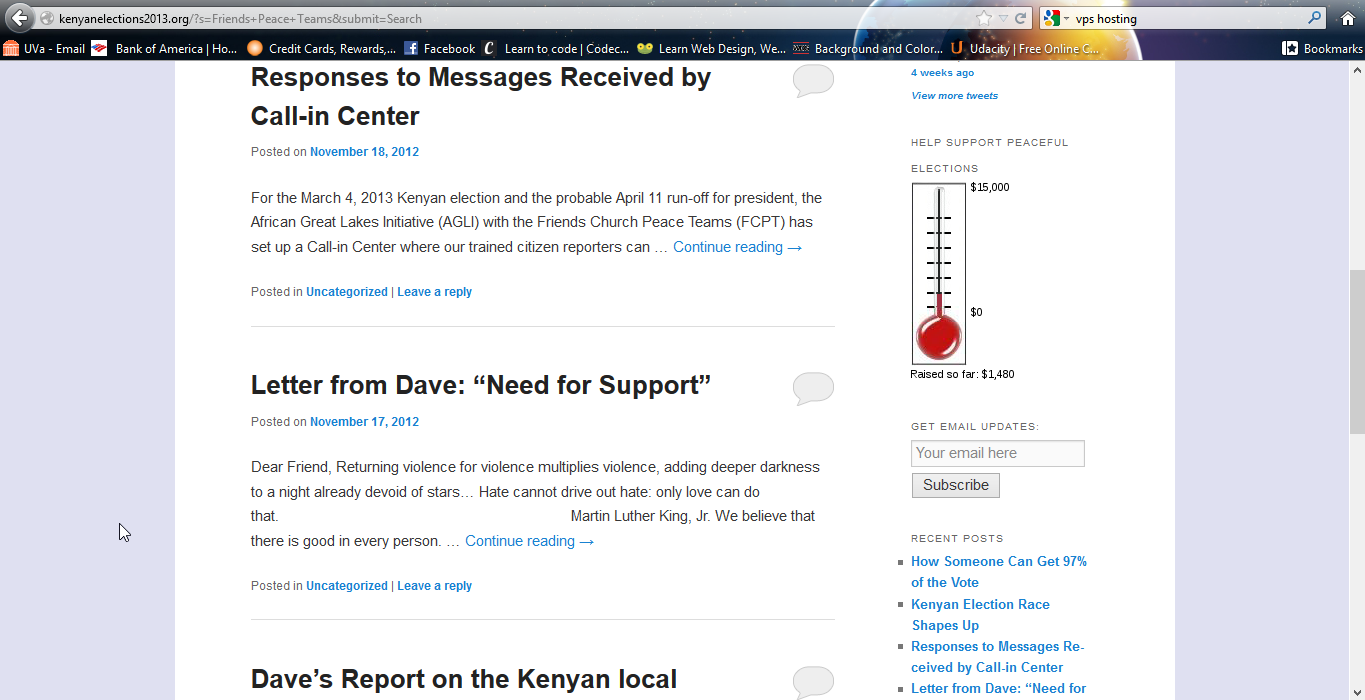 kenyanelections2013.org/?s=Friends+Peace+Teams&submit=Search
vps hosting
UVa - Email
Bank of America | Ho...
Credit Cards, Rewards,...
Facebook
Learn to code | Codec...
Learn Web Design, We...
Background and Color...
Udacity | Free Online C...
Bookmarks
Responses to Messages Received by
Call-in Center
Posted on November 18, 2012
For the March 4, 2013 Kenyan election and the probable April 11 run-off for president, the
African Great Lakes Initiative (AGLI) with the Friends Church Peace Teams (FCPT) has
set up a Call-in Center where our trained citizen reporters can … Continue reading →
Posted in Uncategorized | Leave a reply
Letter from Dave: “Need for Support”
Posted on November 17, 2012
Dear Friend, Returning violence for violence multiplies violence, adding deeper darkness
to a night already devoid of stars… Hate cannot drive out hate: only love can do
that. Martin Luther King, Jr. We believe that
there is good in every person. … Continue reading →
Posted in Uncategorized | Leave a reply
Dave’s Report on the Kenyan local
4 weeks ago
View more tweets
HELP SUPPORT PEACEFUL
ELECTIONS
$15,000
$0
Raised so far: $1,480
GET EMAIL UPDATES:
Your email here
Subscribe
RECENT POSTS
How Someone Can Get 97%
of the Vote
Kenyan Election Race
Shapes Up
Responses to Messages Re-
ceived by Call-in Center
Letter from Dave: “Need for